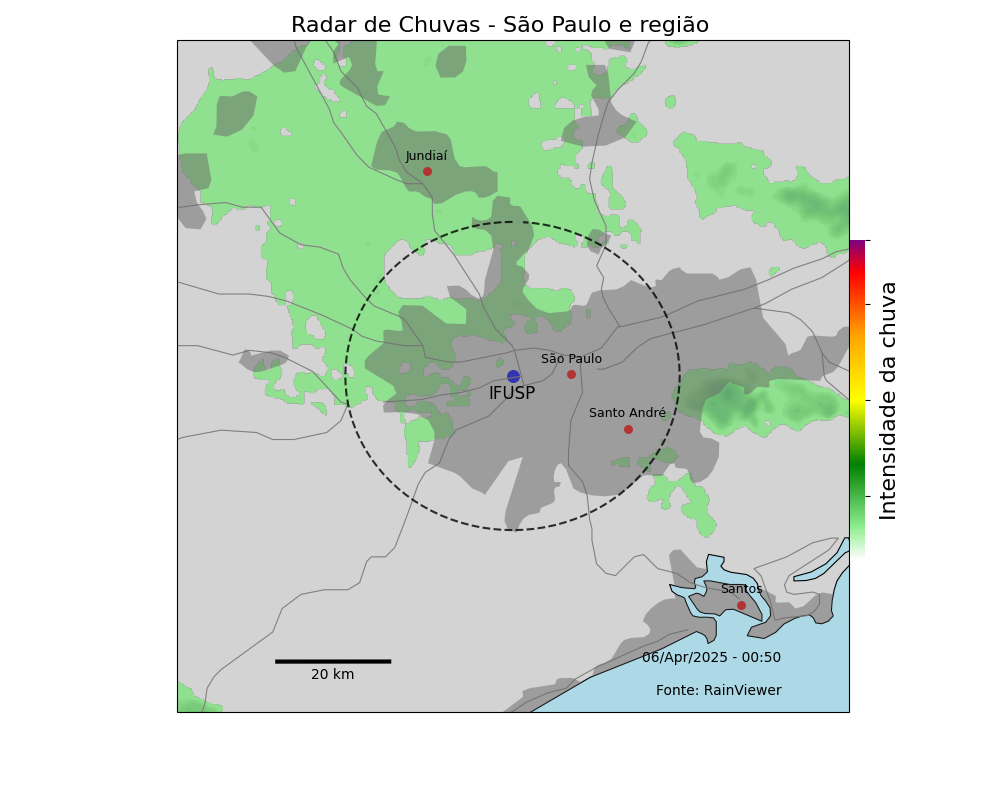 Radar de Chuvas - São Paulo e região
Jundiaí
São Paulo
IFUSP
Santo André
Intensidade da chuva
Santos
06/Apr/2025 - 00:50
20 km
Fonte: RainViewer